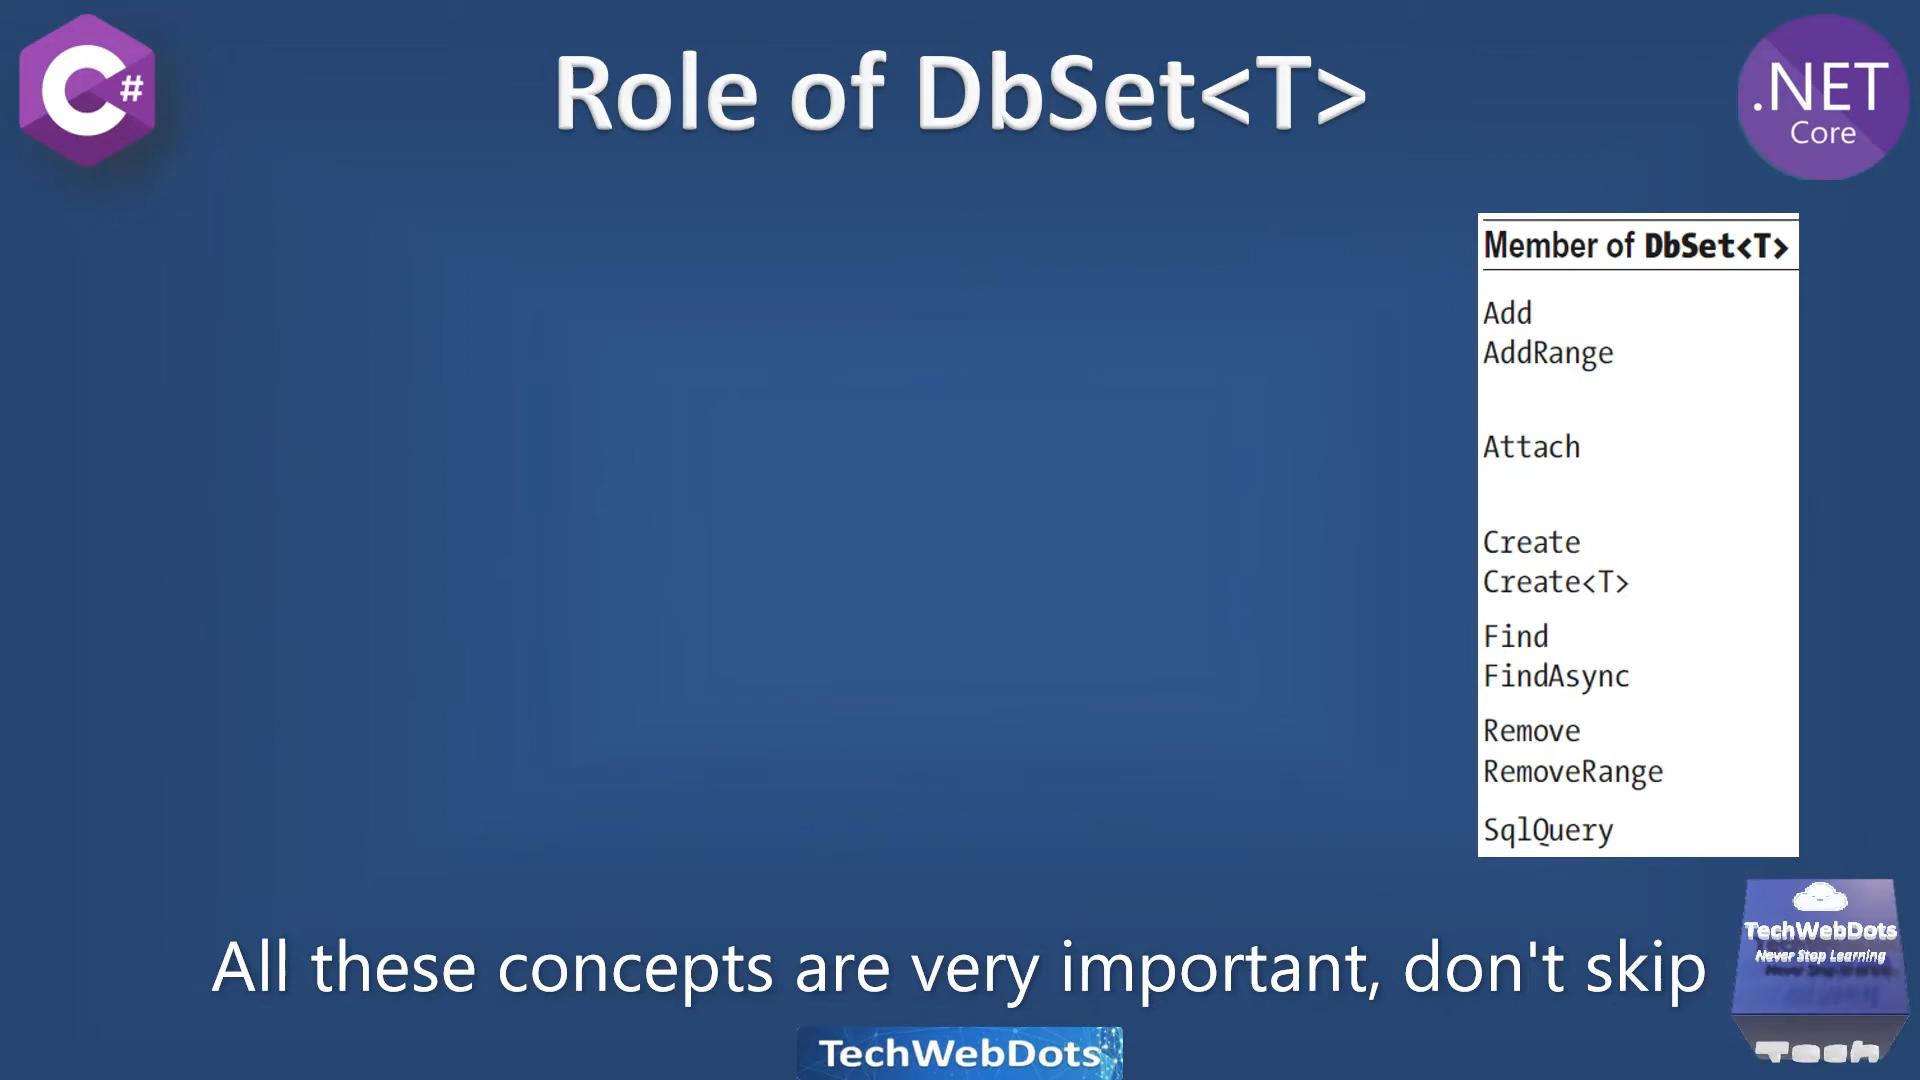 C#
Role of DbSet<T>
.NET
Core
Member of DbSet<T>
Add
AddRange
Attach
Create
Create<T>
Find
FindAsync
Remove
RemoveRange
SqlQuery
All these concepts are very important, don't skip
TechWebDots
Never Stop Learning
Tech
TechWebDots